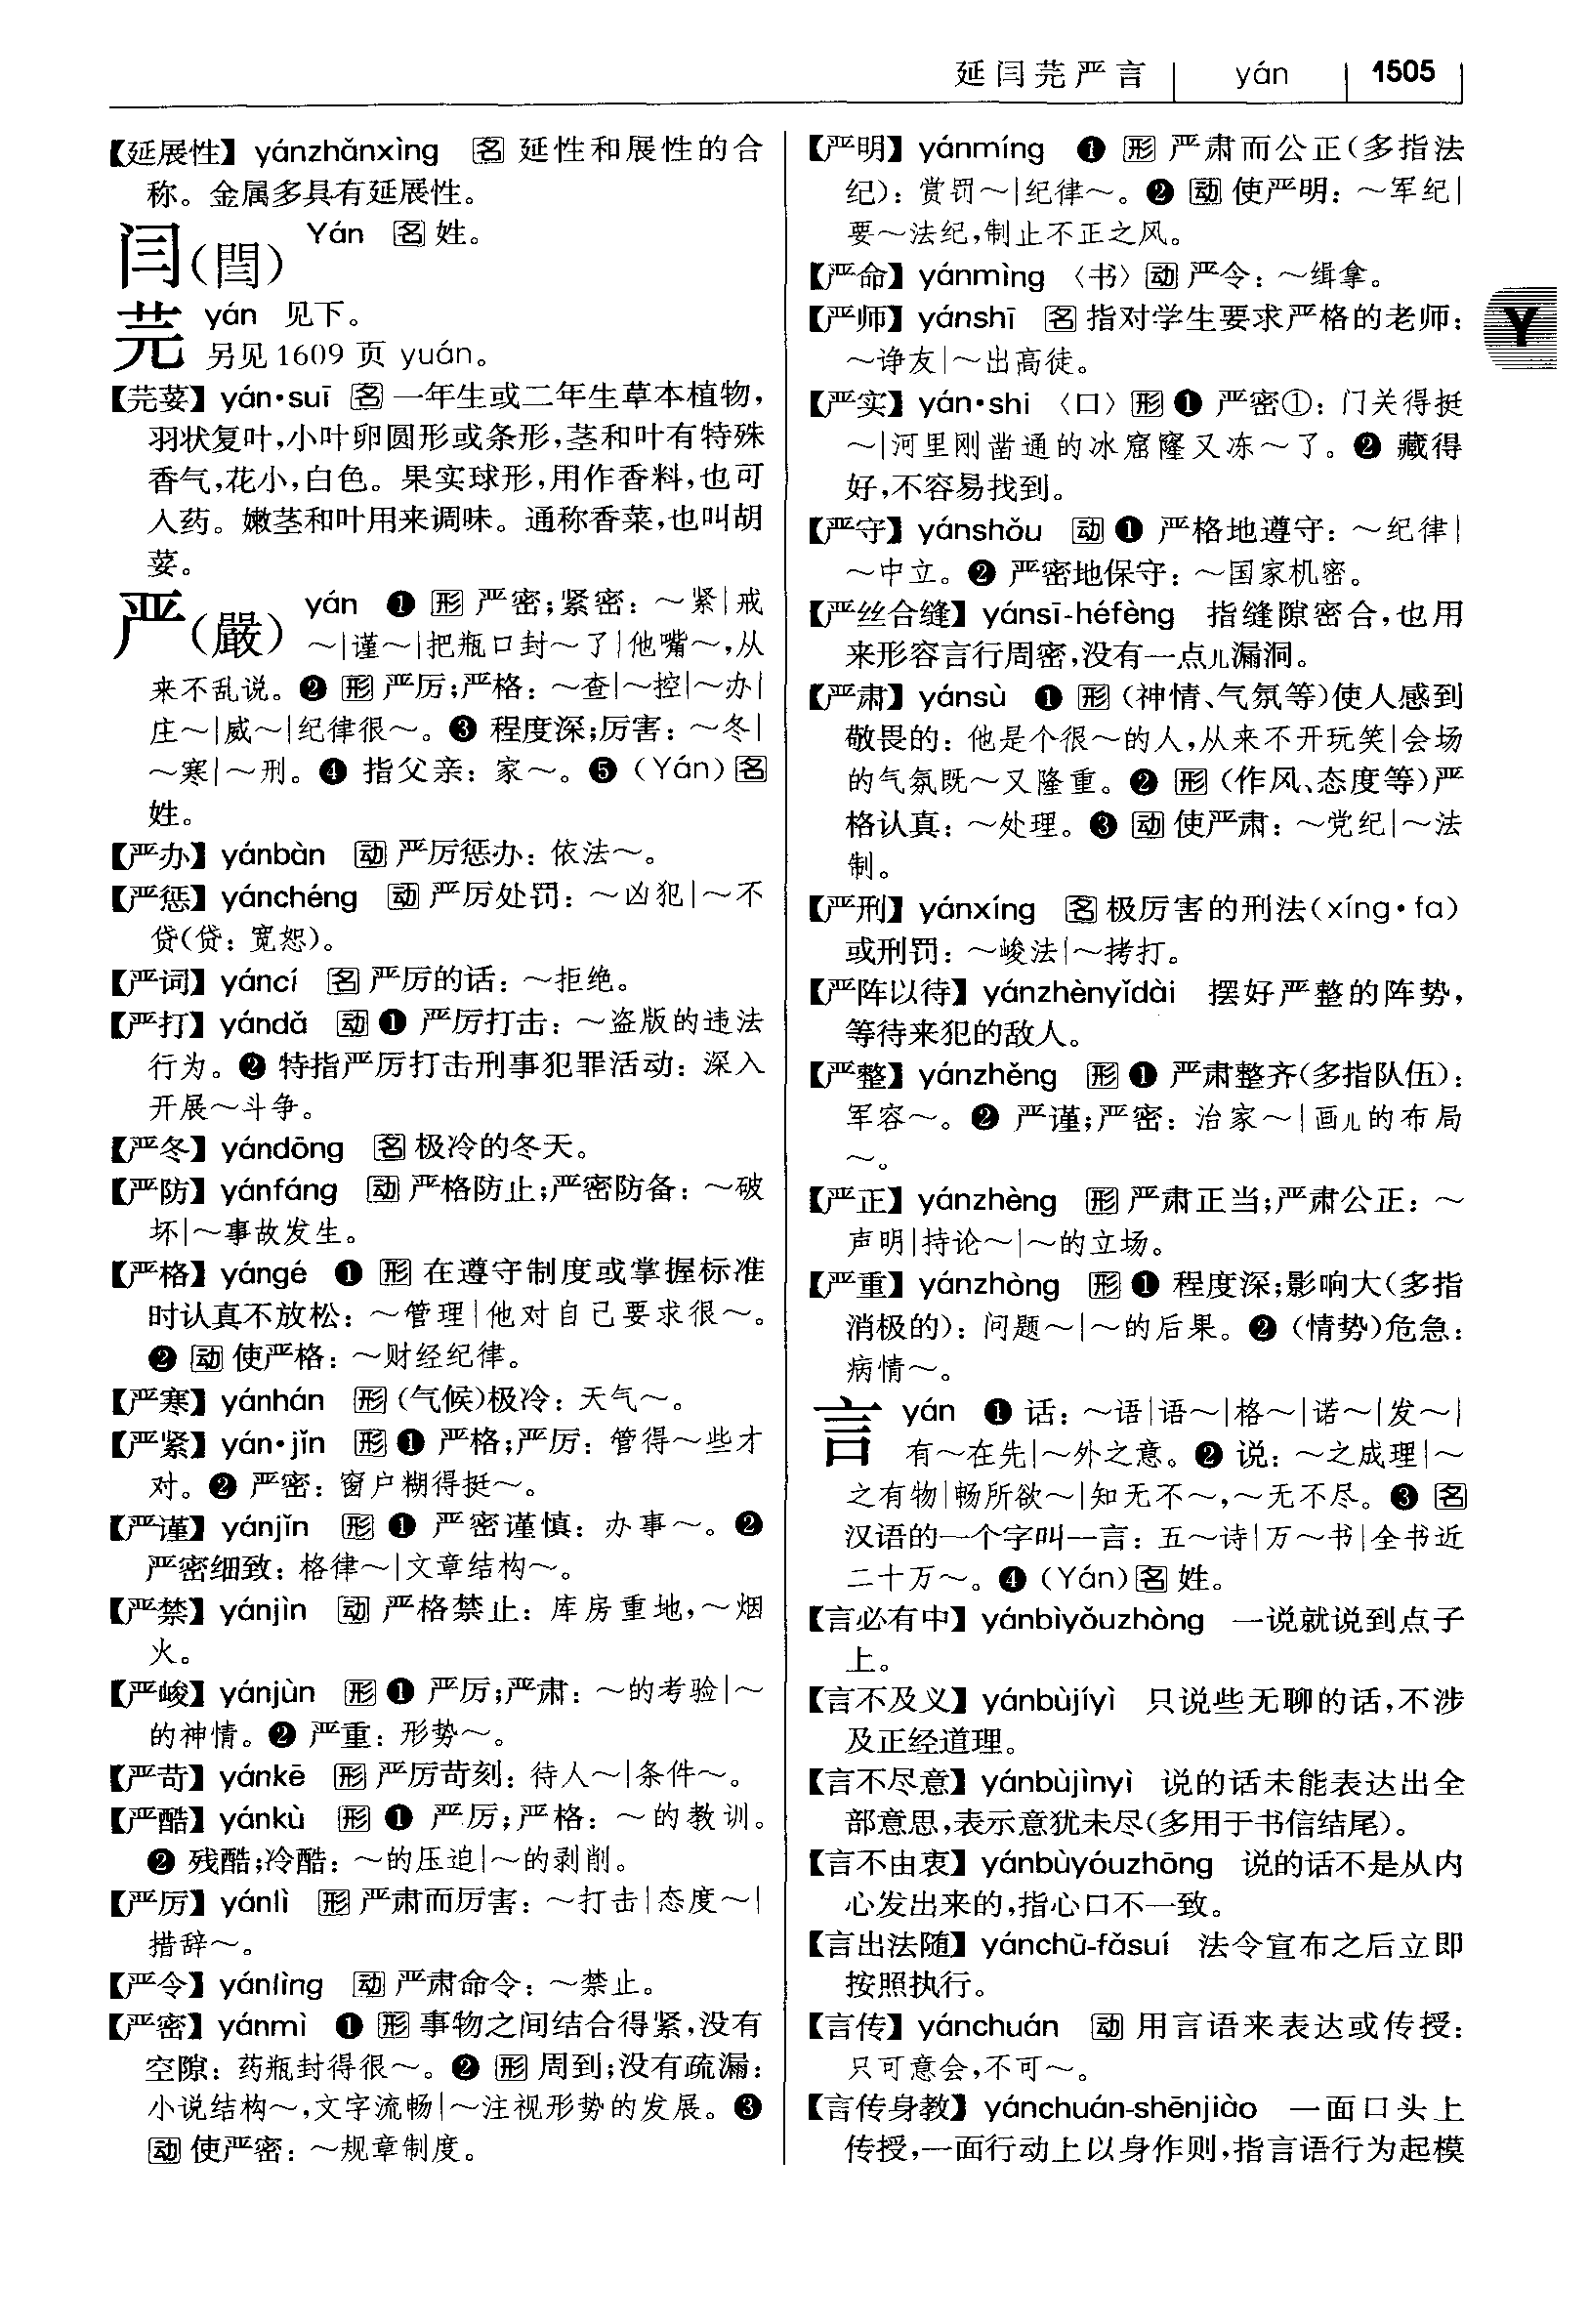 延闫芫严言 yán 1505
【延展性】 yánzhǎnxìng 名 延性和展性的合
称。金属多具有延展性。
闫(閆) Yán 名 姓。
芫 yán 见下。
另见1609页 yuán。
【芫荽】 yán•suī 名 一年生或二年生草本植物，
羽状复叶，小叶卵圆形或条形，茎和叶有特殊
香气，花小，白色。果实球形，用作香料，也可
入药。嫩茎和叶用来调味。通称香菜，也叫胡
荽。
严(嚴) yán ❶ 形 严密；紧密：～紧|戒
～|谨～|把瓶口封～了|他嘴～，从
来不乱说。❷ 形 严厉；严格：～查|～控|～办|
庄～|威～|纪律很～。❸ 程度深；厉害：～冬|
～寒|～刑。❹ 指父亲：家～。❺（Yán）名
姓。
【严办】 yánbàn 动 严厉惩办：依法～。
【严惩】 yánchéng 动 严厉处罚：～凶犯|～不
贷(贷：宽恕)。
【严词】 yáncí 名 严厉的话：～拒绝。
【严打】 yándǎ 动 ❶ 严厉打击：～盗版的违法
行为。❷ 特指严厉打击刑事犯罪活动：深入
开展～斗争。
【严冬】 yándōng 名 极冷的冬天。
【严防】 yánfáng 动 严格防止；严密防备：～破
坏|～事故发生。
【严格】 yángé ❶ 形 在遵守制度或掌握标准
时认真不放松：～管理|他对自己要求很～。
❷ 动 使严格：～财经纪律。
【严寒】 yánhán 形 (气候)极冷：天气～。
【严紧】 yán•jǐn 形 ❶ 严格；严厉：管得～些才
对。❷ 严密：窗户糊得挺～。
【严谨】 yánjǐn 形 ❶ 严密谨慎：办事～。❷
严密细致：格律～|文章结构～。
【严禁】 yánjìn 动 严格禁止：库房重地，～烟
火。
【严峻】 yánjùn 形 ❶ 严厉；严肃：～的考验|～
的神情。❷ 严重：形势～。
【严苛】 yánkē 形 严厉苛刻：待人～|条件～。
【严酷】 yánkù 形 ❶ 严厉；严格：～的教训。
❷ 残酷；冷酷：～的压迫|～的剥削。
【严厉】 yánlì 形 严肃而厉害：～打击|态度～|
措辞～。
【严令】 yánlìng 动 严肃命令：～禁止。
【严密】 yánmì ❶ 形 事物之间结合得紧，没有
空隙：药瓶封得很～。❷ 形 周到；没有疏漏：
小说结构～，文字流畅|～注视形势的发展。❸
动 使严密：～规章制度。
【严明】 yánmíng ❶ 形 严肃而公正(多指法
纪)：赏罚～|纪律～。❷ 动 使严明：～军纪|
要～法纪，制止不正之风。
【严命】 yánmìng 〈书〉动 严令：～缉拿。
【严师】 yánshī 名 指对学生要求严格的老师：
～诤友|～出高徒。
【严实】 yán•shi 〈口〉形 ❶ 严密①：门关得挺
～|河里刚凿通的冰窟窿又冻～了。❷ 藏得
好，不容易找到。
【严守】 yánshǒu 动 ❶ 严格地遵守：～纪律|
～中立。❷ 严密地保守：～国家机密。
【严丝合缝】 yánsī-héfèng 指缝隙密合，也用
来形容言行周密，没有一点儿漏洞。
【严肃】 yánsù ❶ 形 (神情、气氛等)使人感到
敬畏的：他是个很～的人，从来不开玩笑|会场
的气氛既～又隆重。❷ 形 (作风、态度等)严
格认真：～处理。❸ 动 使严肃：～党纪|～法
制。
【严刑】 yánxíng 名 极厉害的刑法(xíng•fa)
或刑罚：～峻法|～拷打。
【严阵以待】 yánzhènyǐdài 摆好严整的阵势，
等待来犯的敌人。
【严整】 yánzhěng 形 ❶ 严肃整齐(多指队伍)：
军容～。❷ 严谨；严密：治家～|画儿的布局
～。
【严正】 yánzhèng 形 严肃正当；严肃公正：～
声明|持论～|～的立场。
【严重】 yánzhòng 形 ❶ 程度深；影响大(多指
消极的)：问题～|～的后果。❷ (情势)危急：
病情～。
言 yán ❶ 话：～语|语～|格～|诺～|发～|
有～在先|～外之意。❷ 说：～之成理|～
之有物|畅所欲～|知无不～，～无不尽。❸ 名
汉语的一个字叫一言：五～诗|万～书|全书近
二十万～。❹（Yán）名 姓。
【言必有中】 yánbìyǒuzhòng 一说就说到点子
上。
【言不及义】 yánbùjíyì 只说些无聊的话，不涉
及正经道理。
【言不尽意】 yánbùjìnyì 说的话未能表达出全
部意思，表示意犹未尽(多用于书信结尾)。
【言不由衷】 yánbùyóuzhōng 说的话不是从内
心发出来的，指心口不一致。
【言出法随】 yánchū-fǎsuí 法令宣布之后立即
按照执行。
【言传】 yánchuán 动 用言语来表达或传授：
只可意会，不可～。
【言传身教】 yánchuán-shēnjiào 一面口头上
传授，一面行动上以身作则，指言语行为起模
Y